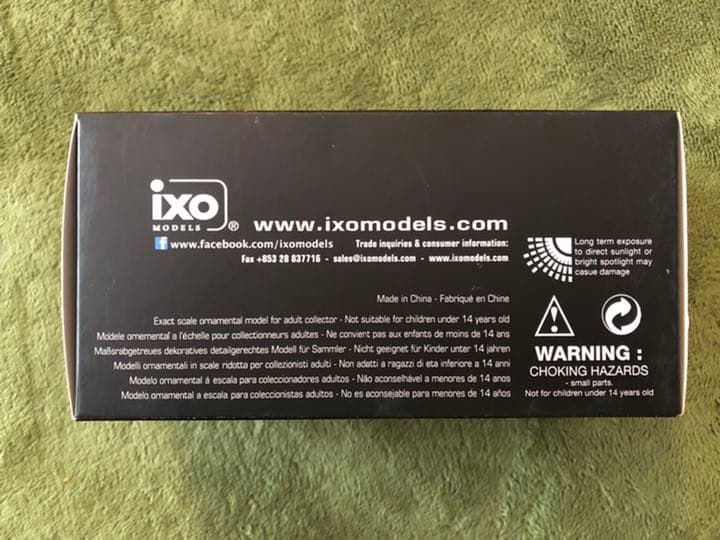 ixo
MODELS ®
www.ixomodels.com
f www.facebook.com/ixomodels
Trade inquiries & consumer information:
Fax +853 28 837716 - sales@ixomodels.com - www.ixomodels.com
Long term exposure
to direct sunlight or
bright spotlight may
casue damage
Made in China - Fabriqué en Chine
Exact scale ornamental model for adult collector - Not suitable for children under 14 years old
Modele ornemental a l'échelle pour collectionneurs adultes - Ne convient pas aux enfants de moins de 14 ans
Maßsrabgetreues dekoratives detailgerechtes Modell für Sammler - Nicht geeignet für Kinder unter 14 jahren
Modelli ornamentali in scale ridotta per collezionisti adulti - Non adatti a ragazzi di eta inferiore a 14 anni
Modelo ornamental á escala para coleccionadores adultos - Não aconselhável a menores de 14 anos
Modelo ornamental a escala para coleccionistas adultos - No es aconsejable para menores de 14 años
WARNING :
CHOKING HAZARDS
- small parts.
Not for children under 14 years old